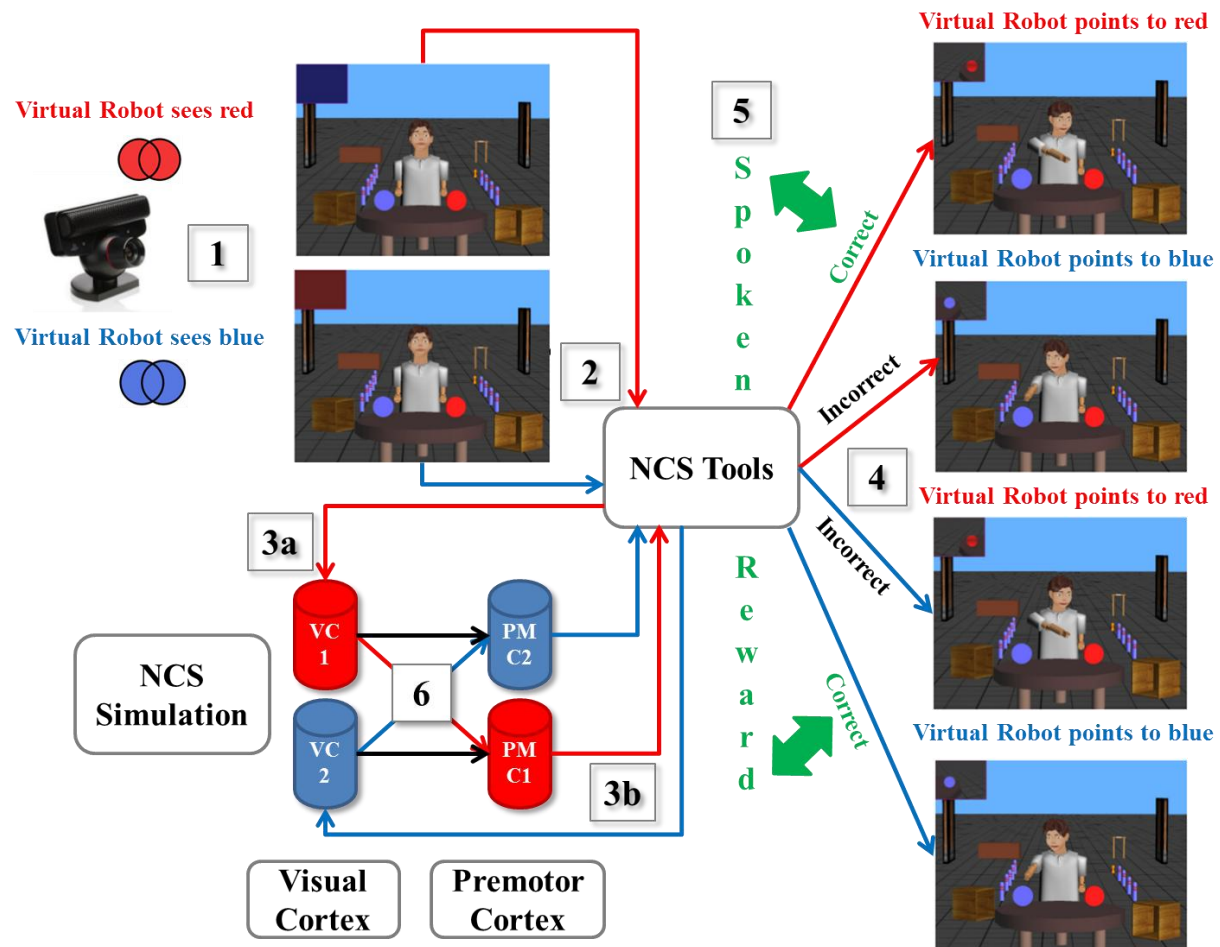 Virtual Robot sees red
1
Virtual Robot sees blue
2
NCS Tools
3a
VC
1
PM
C2
6
VC
2
PM
C1
3b
NCS
Simulation
Visual
Cortex
Premotor
Cortex
5
Spoken
Reward
Correct
Incorrect
4
Incorrect
Correct
Virtual Robot points to red
Virtual Robot points to blue
Virtual Robot points to red
Virtual Robot points to blue